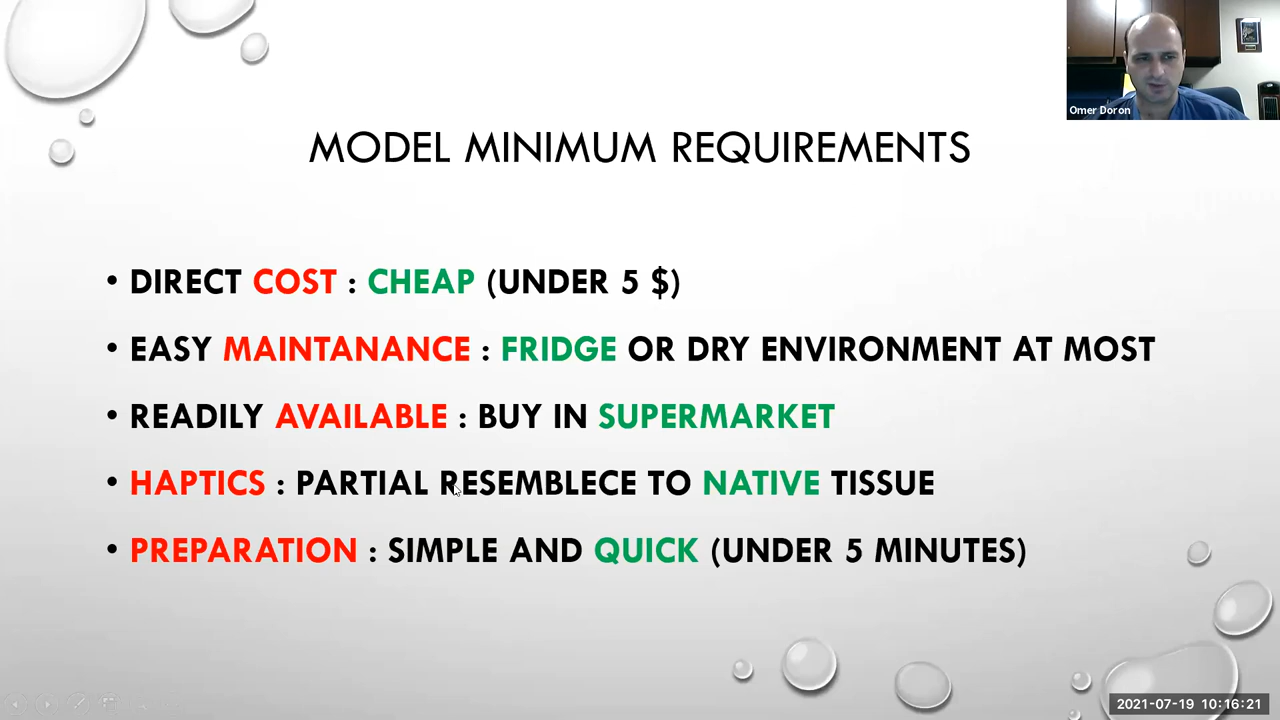 Omer Doron
MODEL MINIMUM REQUIREMENTS
• DIRECT COST : CHEAP (UNDER 5 $)
• EASY MAINTANANCE : FRIDGE OR DRY ENVIRONMENT AT MOST
• READILY AVAILABLE : BUY IN SUPERMARKET
• HAPTICS : PARTIAL RESEMBLECE TO NATIVE TISSUE
• PREPARATION : SIMPLE AND QUICK (UNDER 5 MINUTES)
2021-07-19 10:16:21